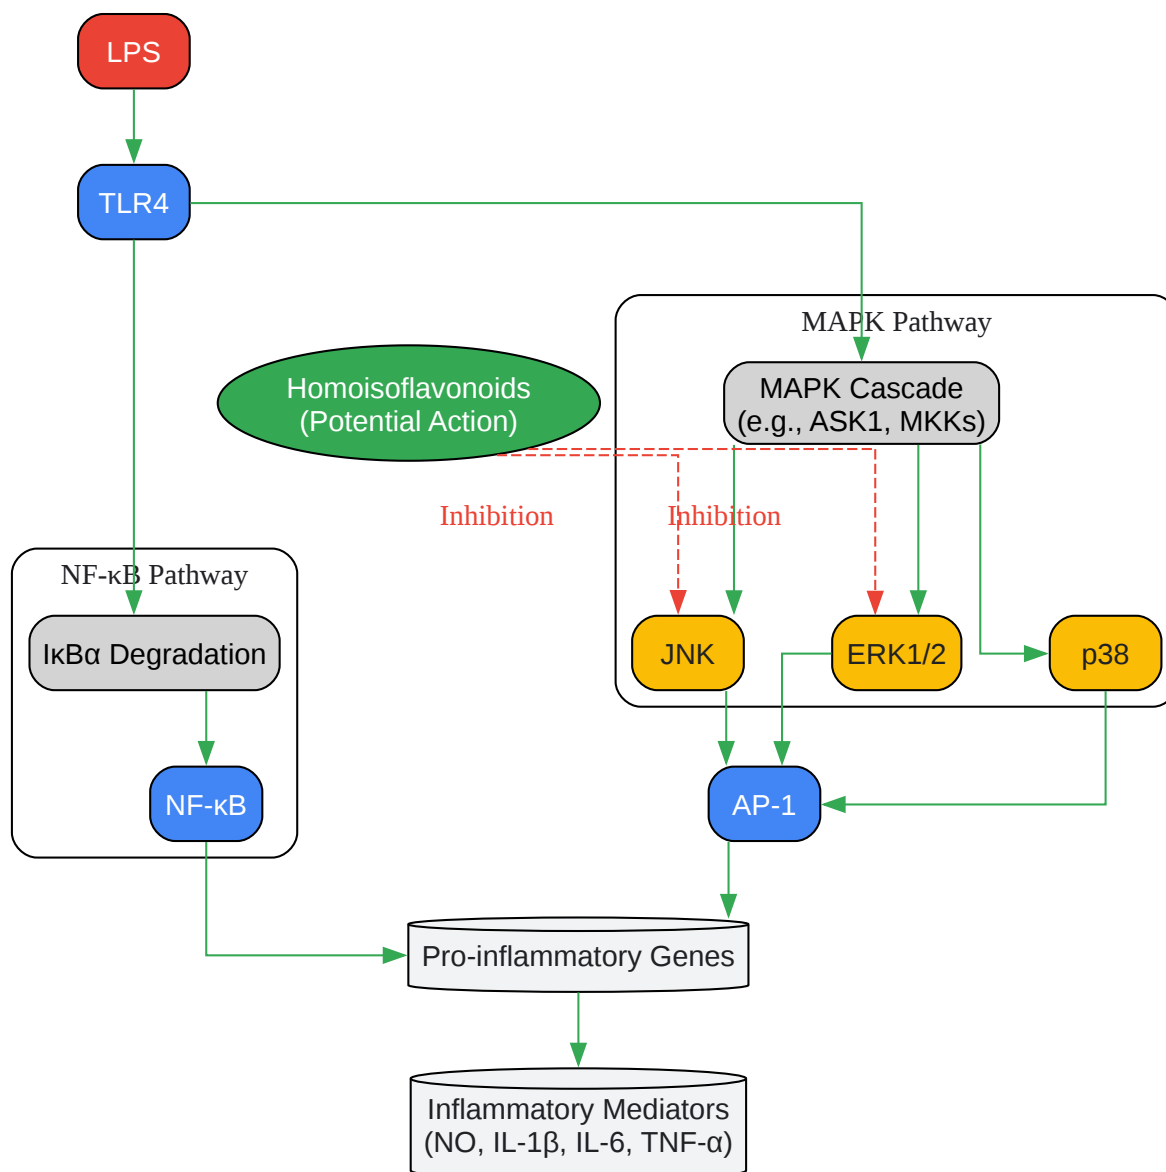 LPS
TLR4
MAPK Pathway
Homoisoflavonoids
(Potential Action)
MAPK Cascade
(e.g., ASK1, MKKs)
Inhibition
Inhibition
NF-κB Pathway
IκBα Degradation
JNK
ERK1/2
p38
NF-κB
AP-1
Pro-inflammatory Genes
Inflammatory Mediators
(NO, IL-1β, IL-6, TNF-α)